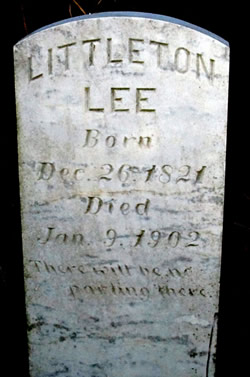 LITTLETON
LEE
Born
Dec. 26. 1821
Died
Jan. 9. 1902
There will be no
parting there.